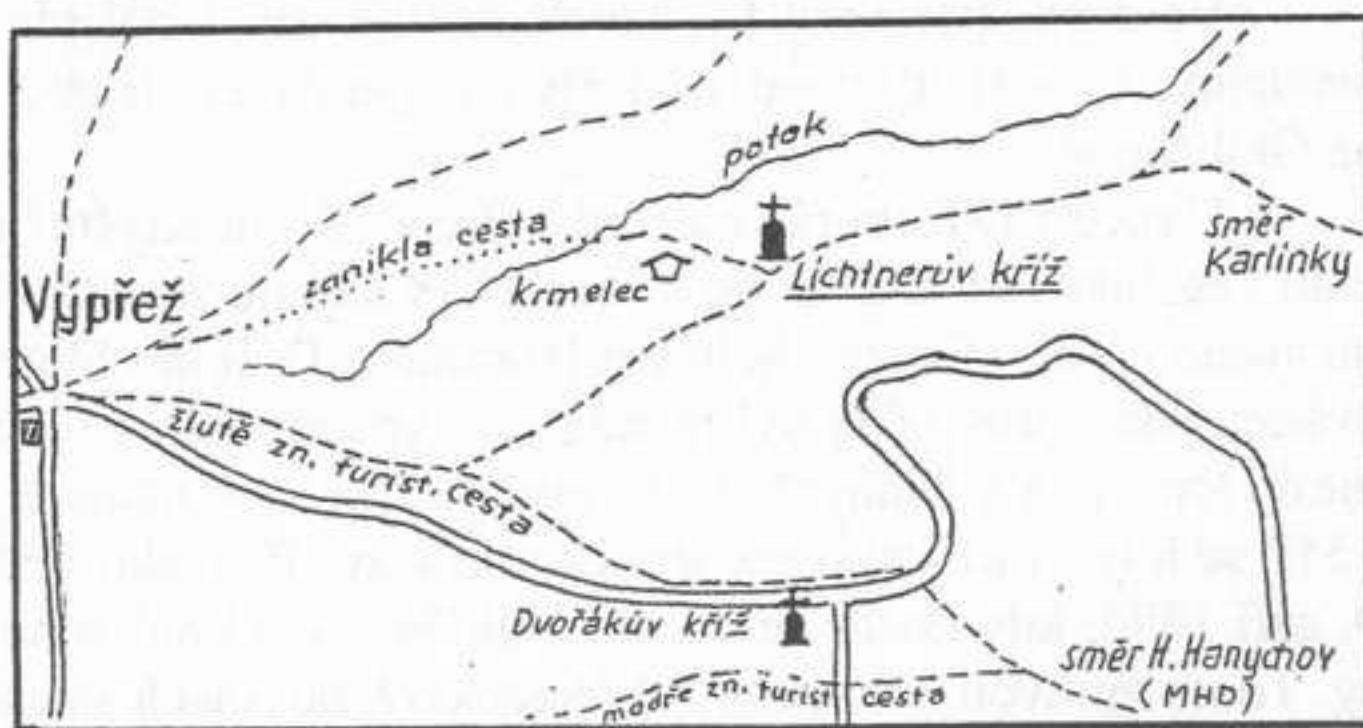 potok
zaniklá cesta
směr
Karlinky
Výpřež
Krmelec
Lichtnerův kříž
žlutě zn. turist. cesta
Dvořákův kříž
směr H. Hanychov
(MHD)
modře zn. turist cesta